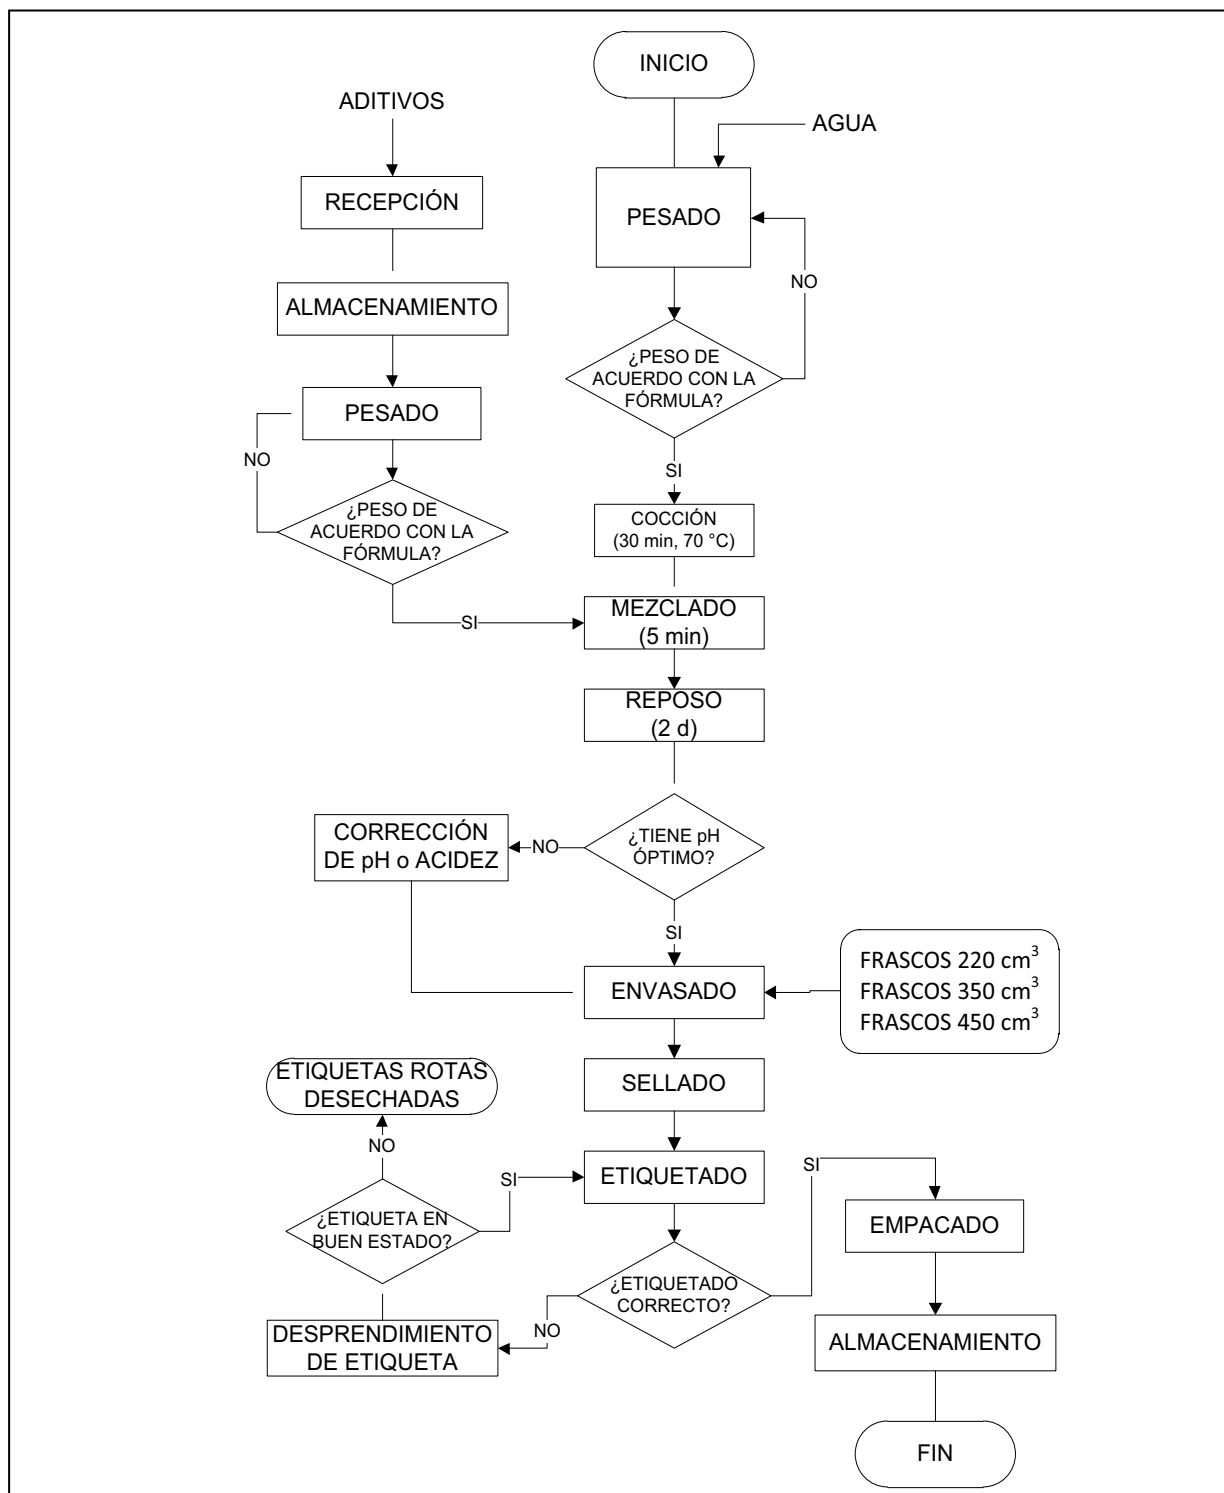 INICIO
ADITIVOS
AGUA
RECEPCIÓN
PESADO
NO
ALMACENAMIENTO
¿PESO DE
ACUERDO CON LA
FÓRMULA?
PESADO
NO
SI
¿PESO DE
ACUERDO CON LA
FÓRMULA?
COCCIÓN
(30 min, 70 °C)
SI
MEZCLADO
(5 min)
REPOSO
(2 d)
¿TIENE pH
ÓPTIMO?
NO
CORRECCIÓN
DE pH o ACIDEZ
SI
ENVASADO
FRASCOS 220 cm³
FRASCOS 350 cm³
FRASCOS 450 cm³
SELLADO
ETIQUETAS ROTAS
DESECHADAS
NO
SI
ETIQUETADO
SI
¿ETIQUETA EN
BUEN ESTADO?
EMPACADO
¿ETIQUETADO
CORRECTO?
NO
DESPRENDIMIENTO
DE ETIQUETA
ALMACENAMIENTO
FIN